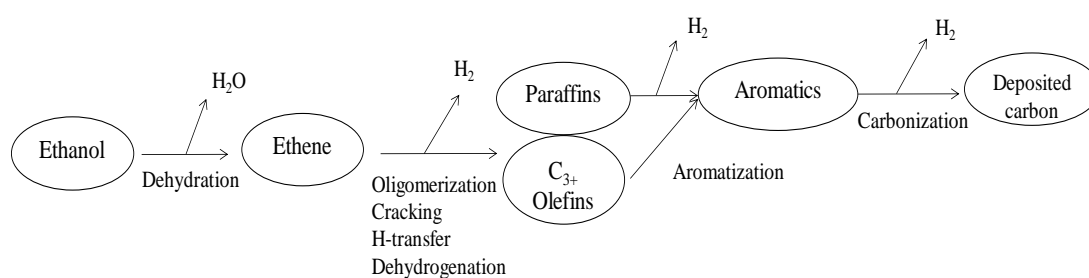 Ethanol
H₂O
Dehydration
Ethene
H₂
Oligomerization
Cracking
H-transfer
Dehydrogenation
Paraffins
C₃₊
Olefins
H₂
Aromatization
Aromatics
H₂
Carbonization
Deposited
carbon